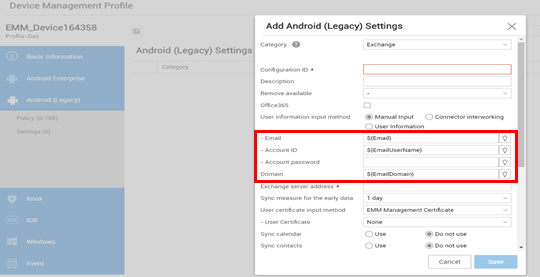 Device Management Profile
EMM_Device164358
Profile-Dev
Basic Information
Android Enterprise
Android (Legacy)
Policy (0/188)
Settings (0)
Knox
iOS
Windows
Event
Android (Legacy) Settings
Category
Add Android (Legacy) Settings
Category ? Exchange
Configuration ID *
Description
Remove available -
Office365
User information input method Manual Input Connector interworking
User Information
- Email ${Email}
- Account ID ${EmailUserName}
- Account password
Domain ${EmailDomain}
Exchange server address *
Sync measure for the early data 1 day
User certificate input method EMM Management Certificate
- User Certificate None
Sync calendar Use Do not use
Sync contacts Use Do not use
Cancel Save